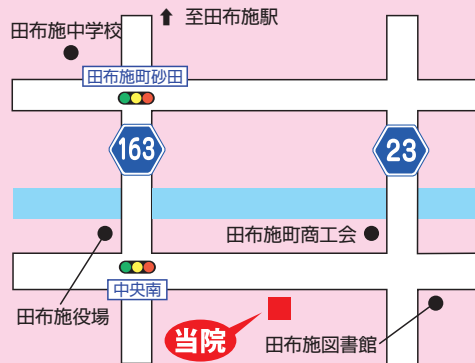 至田布施駅
田布施中学校
田布施町砂田
163
23
田布施町商工会
中央南
田布施役場
当院
田布施図書館